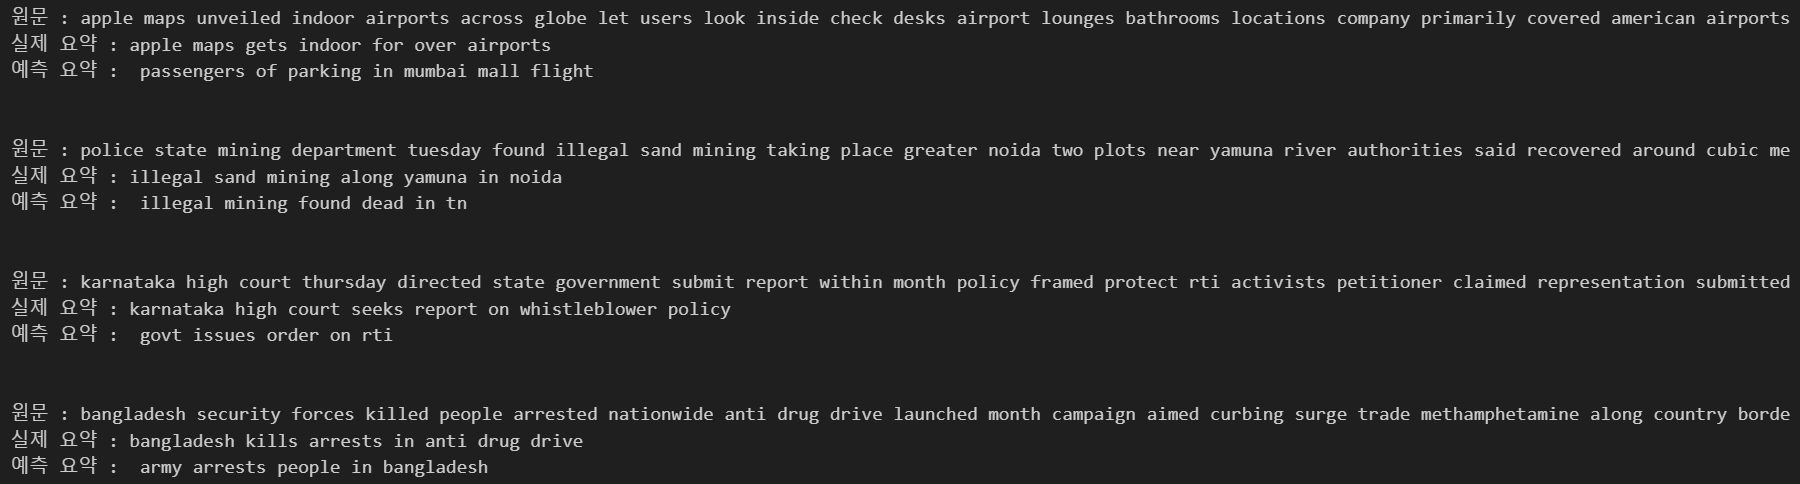 원문 : apple maps unveiled indoor airports across globe let users look inside check desks airport lounges bathrooms locations company primarily covered american airports
실제 요약 : apple maps gets indoor for over airports
예측 요약 :  passengers of parking in mumbai mall flight
원문 : police state mining department tuesday found illegal sand mining taking place greater noida two plots near yamuna river authorities said recovered around cubic me
실제 요약 : illegal sand mining along yamuna in noida
예측 요약 :  illegal mining found dead in tn
원문 : karnataka high court thursday directed state government submit report within month policy framed protect rti activists petitioner claimed representation submitted
실제 요약 : karnataka high court seeks report on whistleblower policy
예측 요약 :  govt issues order on rti
원문 : bangladesh security forces killed people arrested nationwide anti drug drive launched month campaign aimed curbing surge trade methamphetamine along country borde
실제 요약 : bangladesh kills arrests in anti drug drive
예측 요약 :  army arrests people in bangladesh